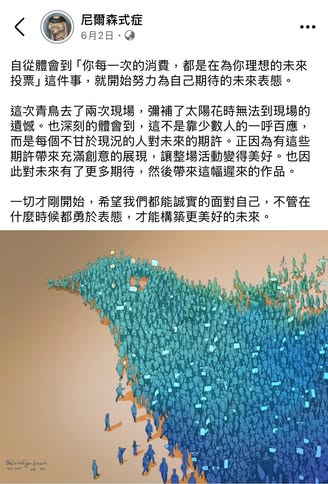 尼爾森式症
6月2日 ·
自從體會到「你每一次的消費，都是在為你理想的未來
投票」這件事，就開始努力為自己期待的未來表態。
這次青鳥去了兩次現場，彌補了太陽花時無法到現場的
遺憾。也深刻的體會到，這不是靠少數人的一呼百應，
而是每個不甘於現況的人對未來的期許。正因為有這些
期許帶來充滿創意的展現，讓整場活動變得美好。也因
此對未來有了更多期待，然後帶來這幅遲來的作品。
一切才剛開始，希望我們都能誠實的面對自己，不管在
什麼時候都勇於表態，才能構築更美好的未來。